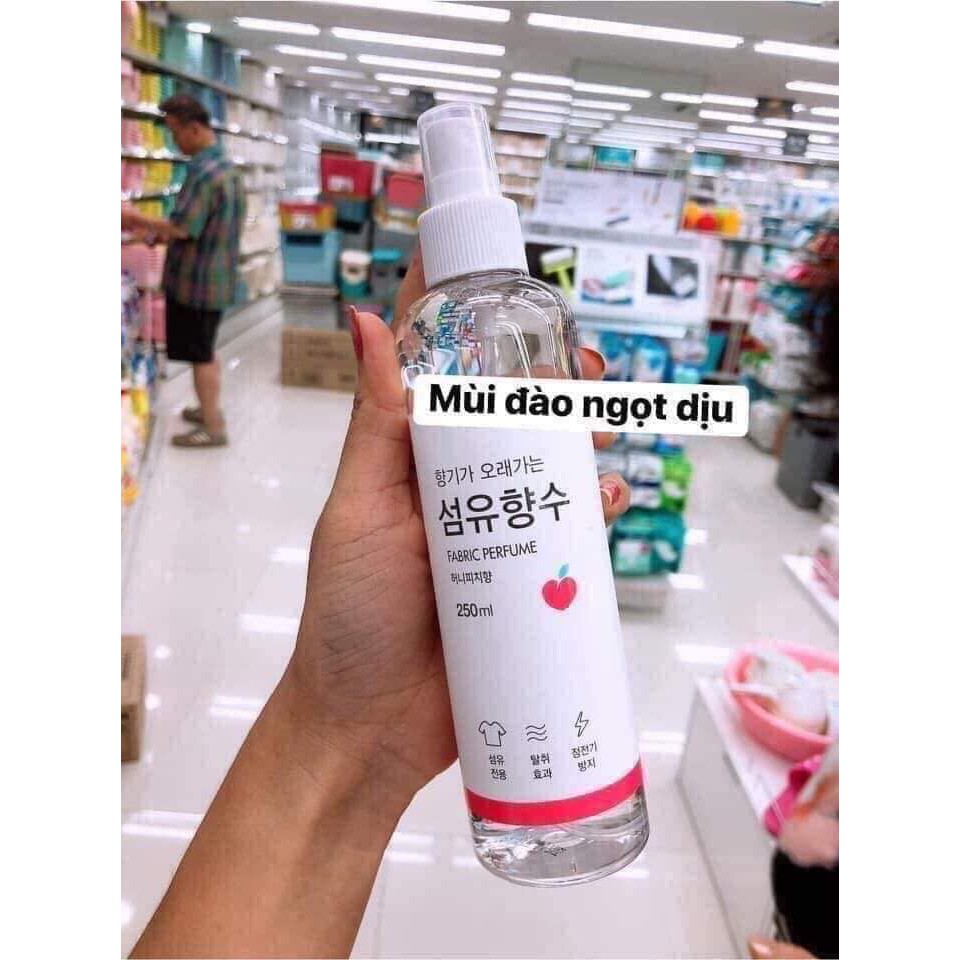 Mùi đào ngọt dịu
향기가 오래가는
섬유향수
FABRIC PERFUME
허니피치향
250ml
섬유
전용
탈취
효과
정전기
방지